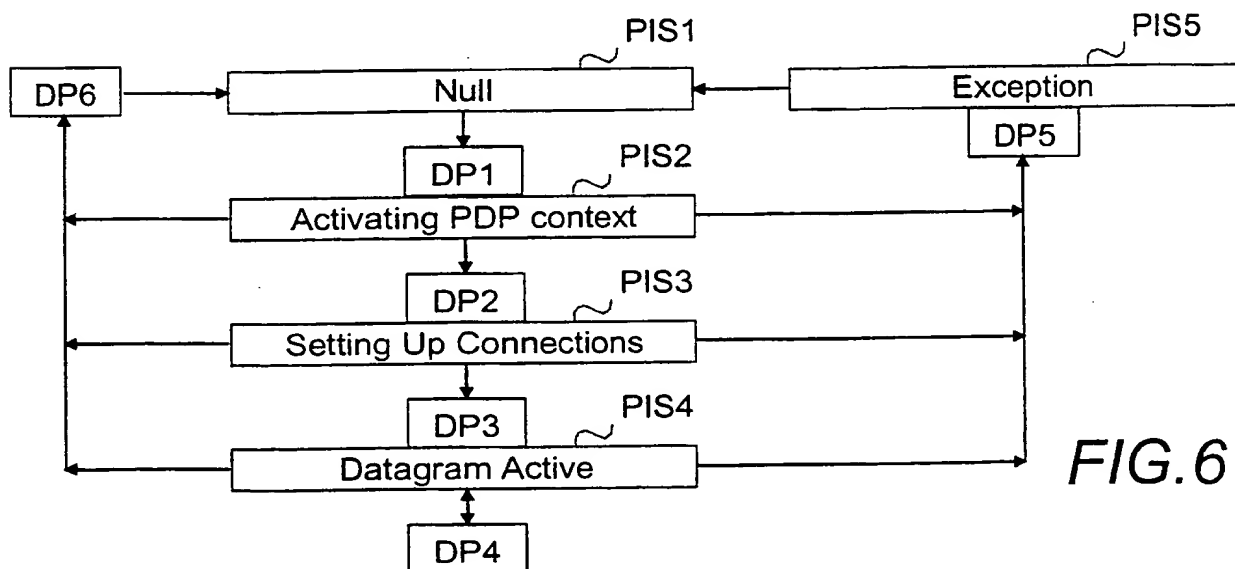 PIS1
PIS5
DP6
Null
Exception
DP5
DP1
PIS2
Activating PDP context
DP2
PIS3
Setting Up Connections
DP3
PIS4
Datagram Active
FIG.6
DP4